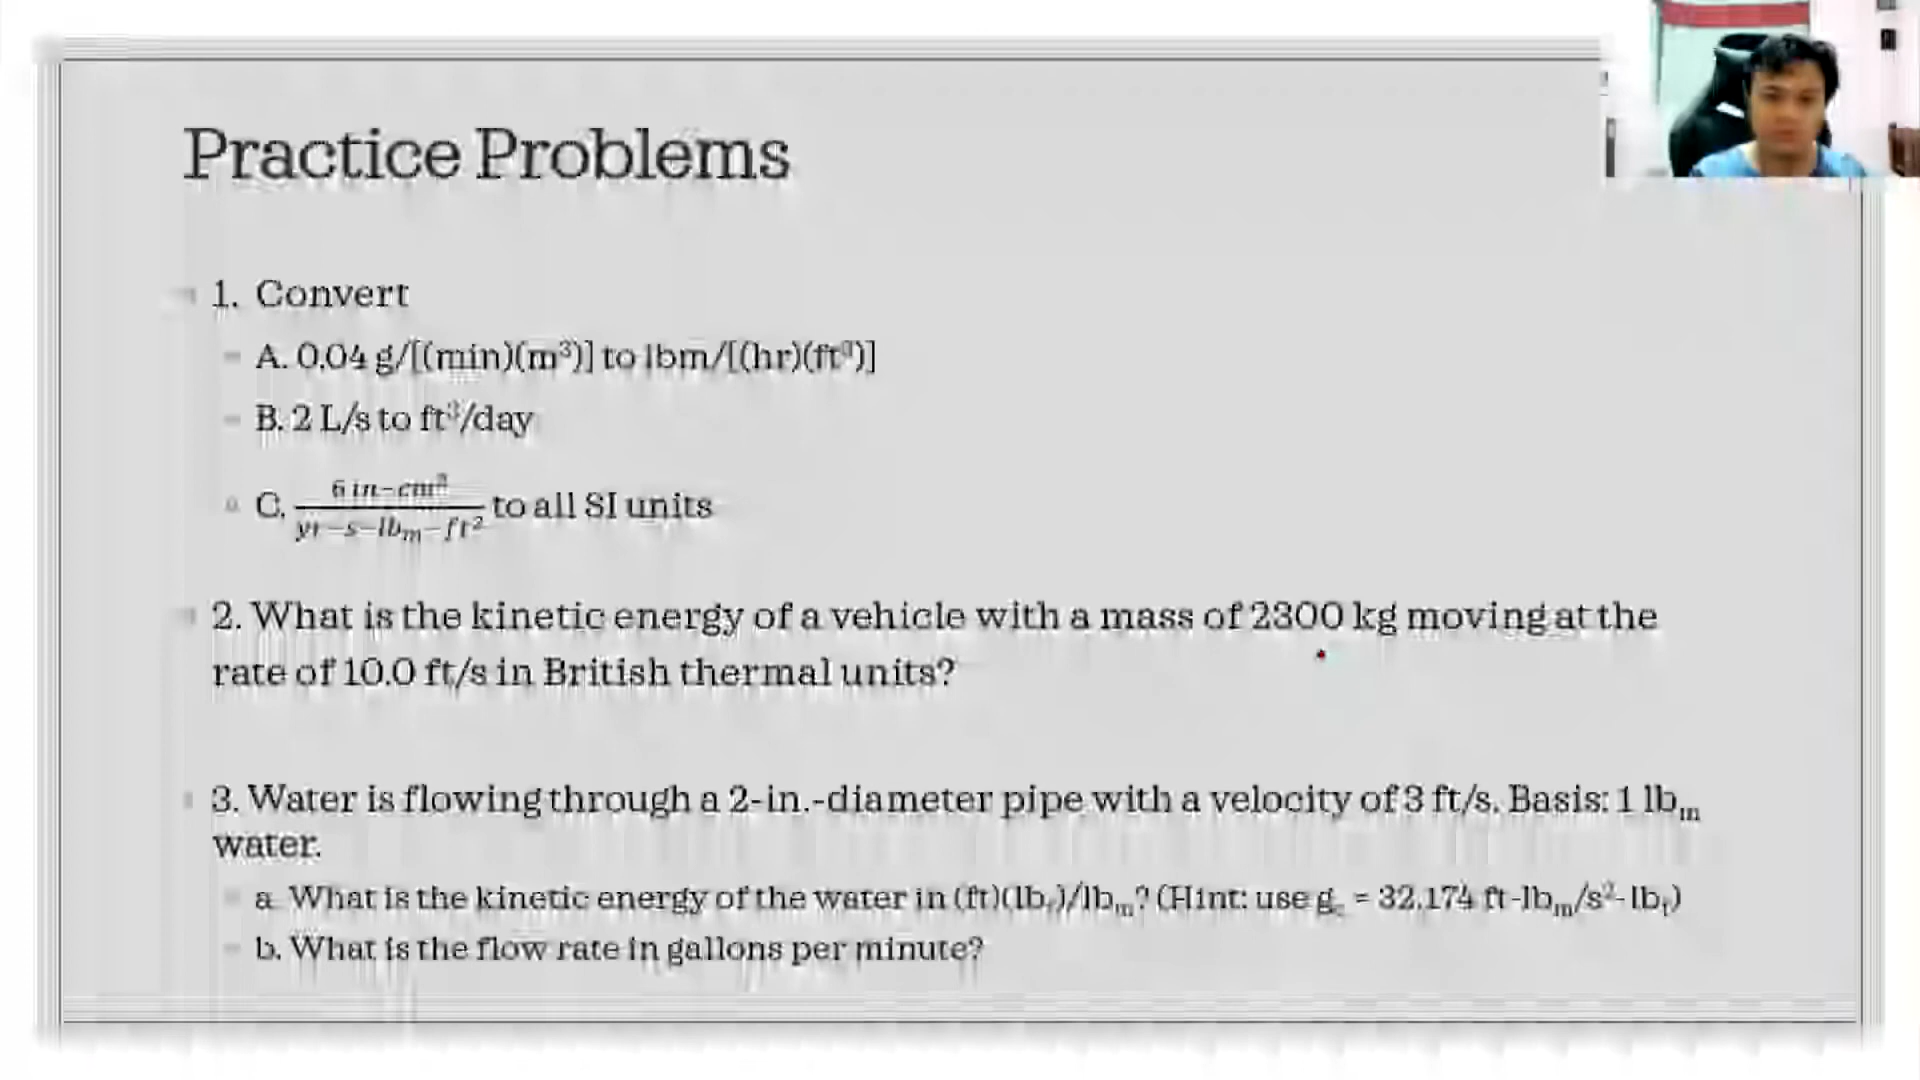 Practice Problems
1. Convert
A. 0.04 g/[(min)(m³)] to lbm/[(hr)(ft³)]
B. 2 L/s to ft³/day
C. 6 in-cm² / yr-s-lbₘ-ft² to all SI units
2. What is the kinetic energy of a vehicle with a mass of 2300 kg moving at the
rate of 10.0 ft/s in British thermal units?
3. Water is flowing through a 2-in.-diameter pipe with a velocity of 3 ft/s. Basis: 1 lbₘ
water.
a. What is the kinetic energy of the water in (ft)(lb_f)/lbₘ? (Hint: use g_c = 32.174 ft-lbₘ/s²-lb_f)
b. What is the flow rate in gallons per minute?